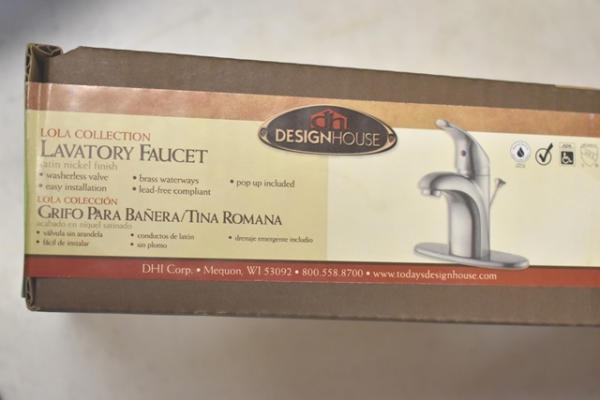 dh
DESIGNHOUSE
LOLA COLLECTION
LAVATORY FAUCET
satin nickel finish
• washerless valve • brass waterways • pop up included
• easy installation • lead-free compliant
LOLA COLECCIÓN
GRIFO PARA BAÑERA/TINA ROMANA
acabado en níquel satinado
• válvula sin arandela • conductos de latón • drenaje emergente includio
• fácil de instalar • sin plomo
DHI Corp. • Mequon, WI 53092 • 800.558.8700 • www.todaysdesignhouse.com